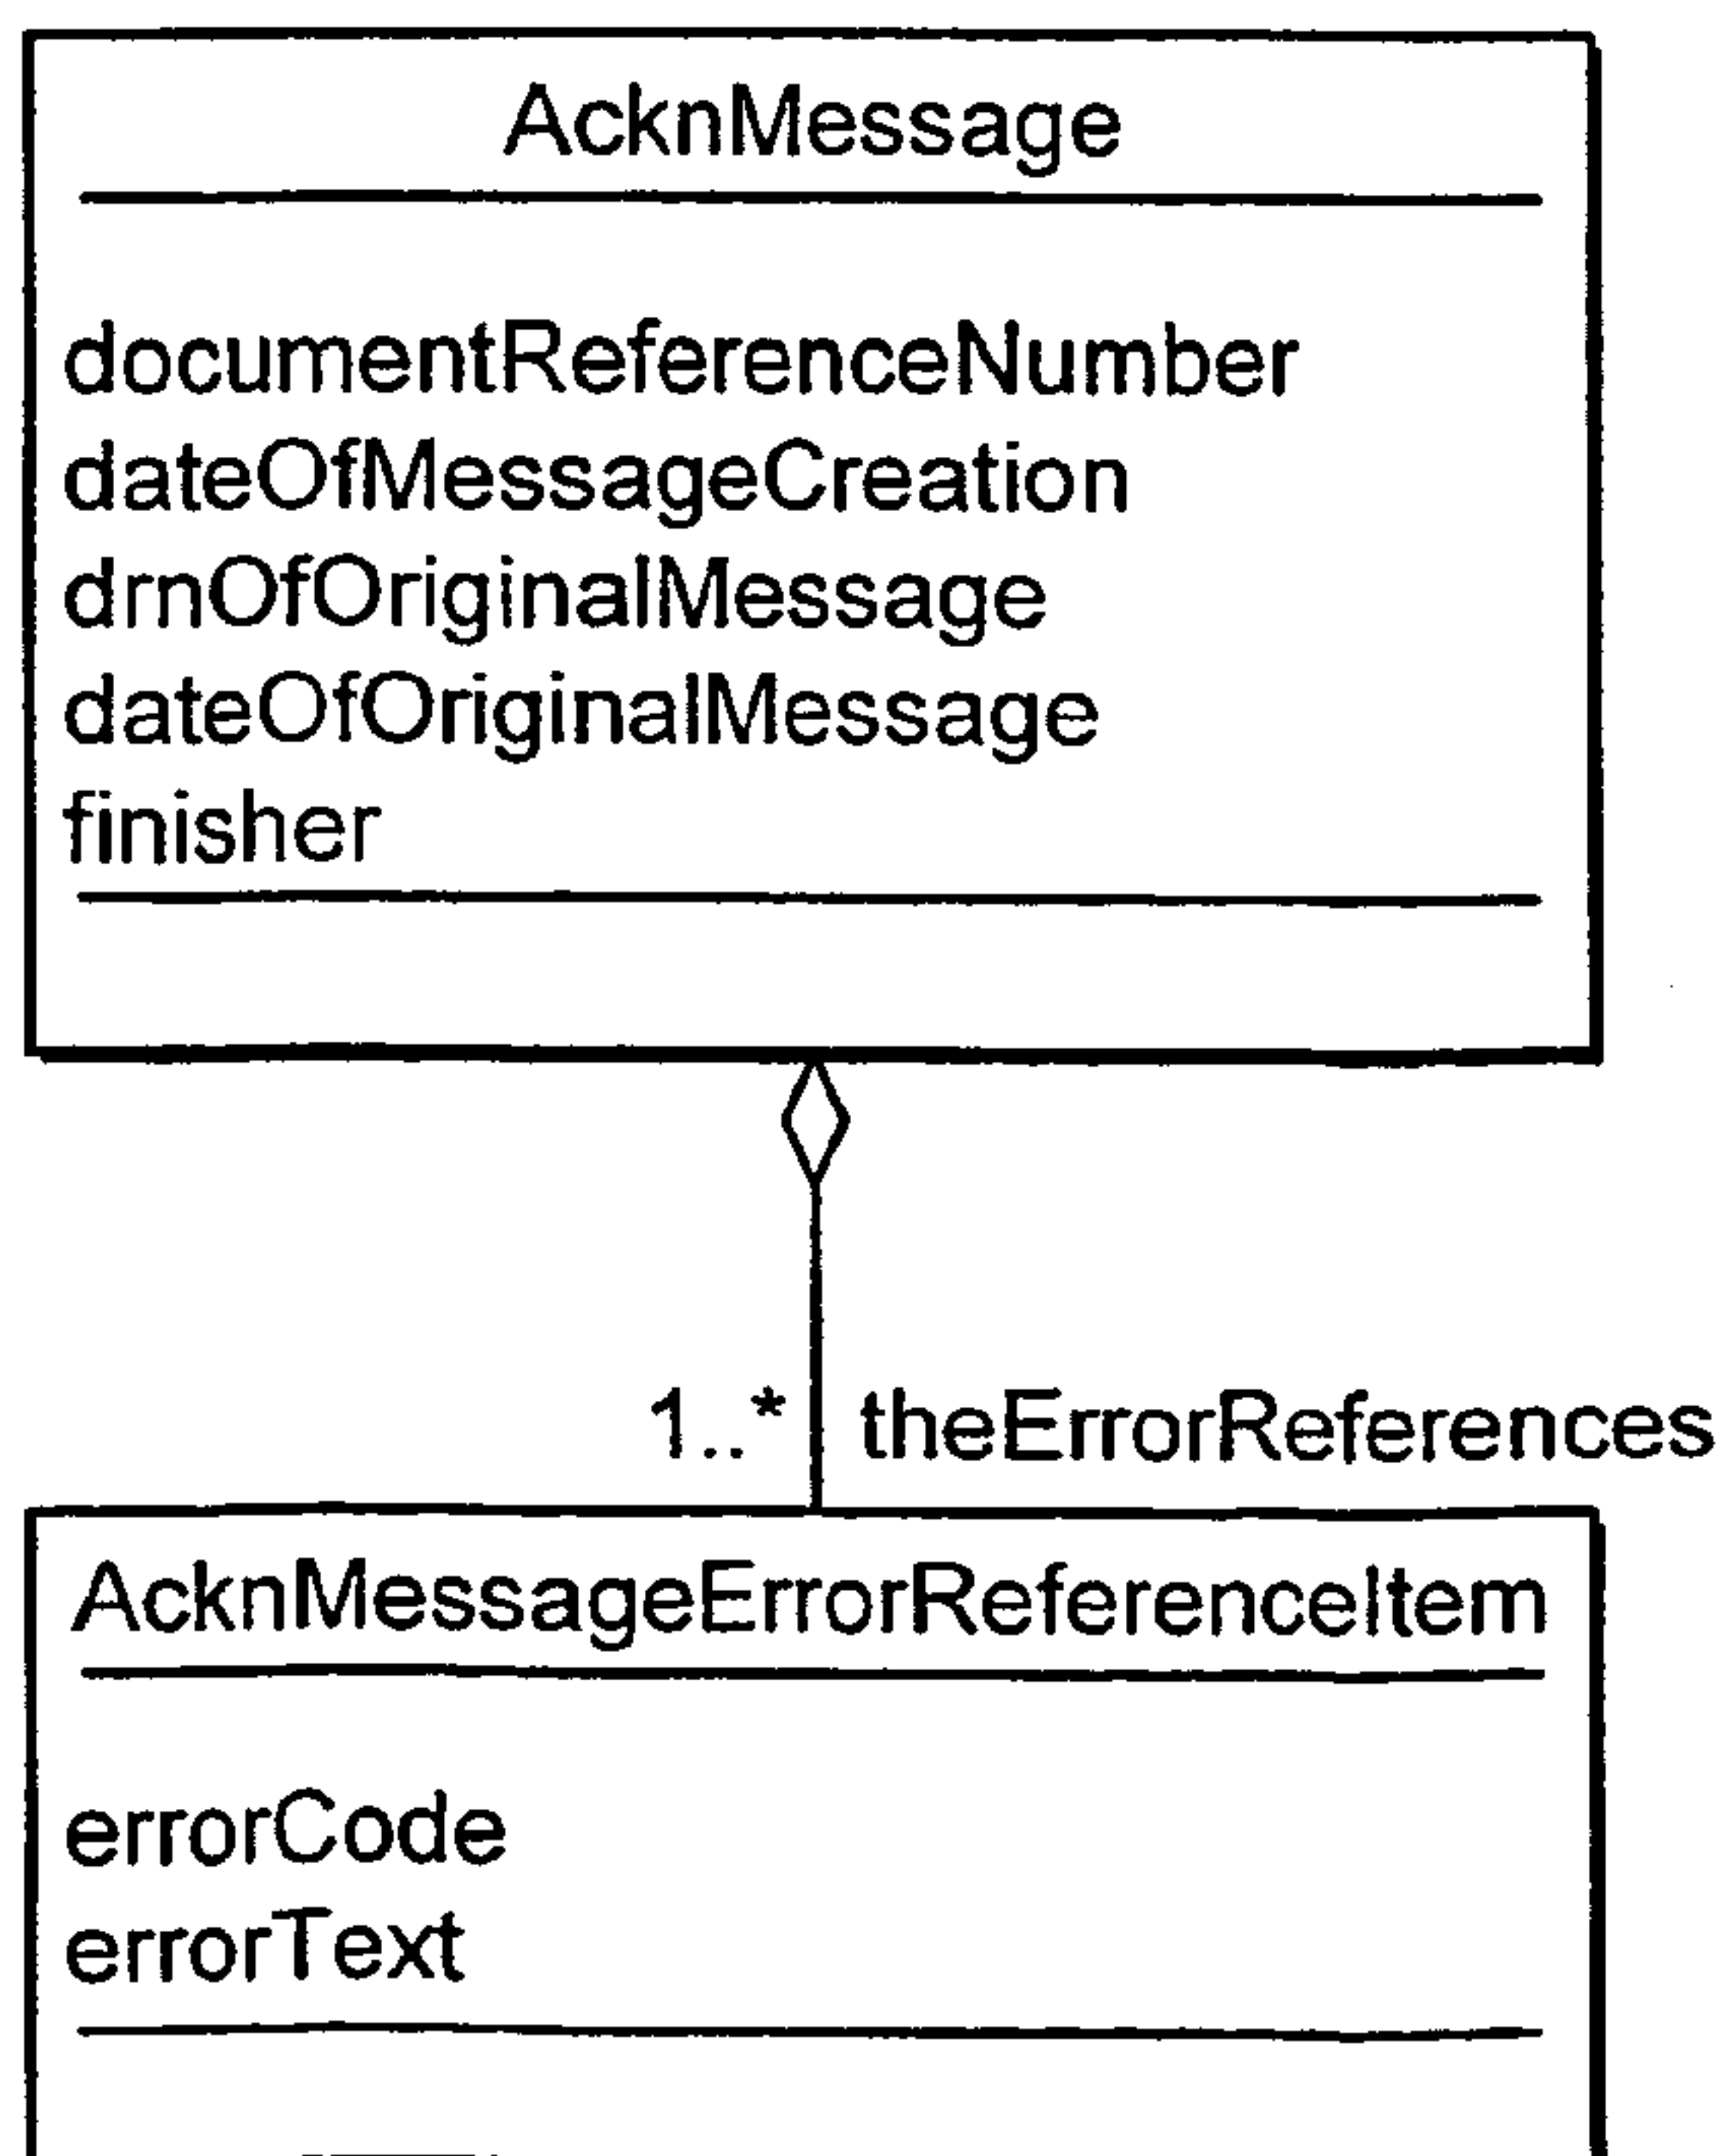 AcknMessage
documentReferenceNumber
dateOfMessageCreation
drnOfOriginalMessage
dateOfOriginalMessage
finisher
1..* theErrorReferences
AcknMessageErrorReferenceItem
errorCode
errorText